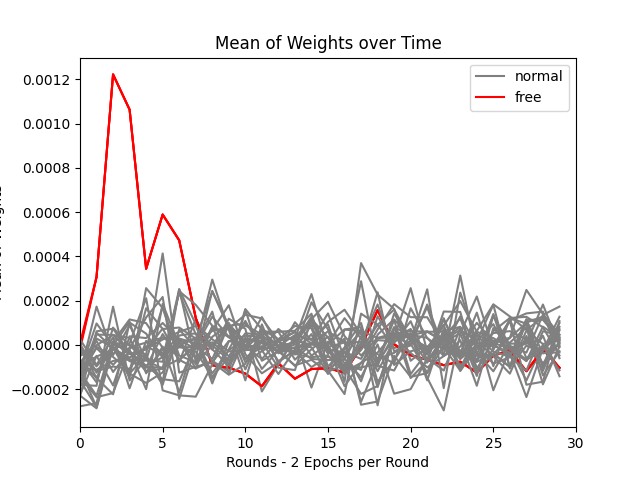 Mean of Weights over Time
normal
free
0.0012
0.0010
0.0008
0.0006
0.0004
0.0002
0.0000
−0.0002
0 5 10 15 20 25 30
Rounds - 2 Epochs per Round